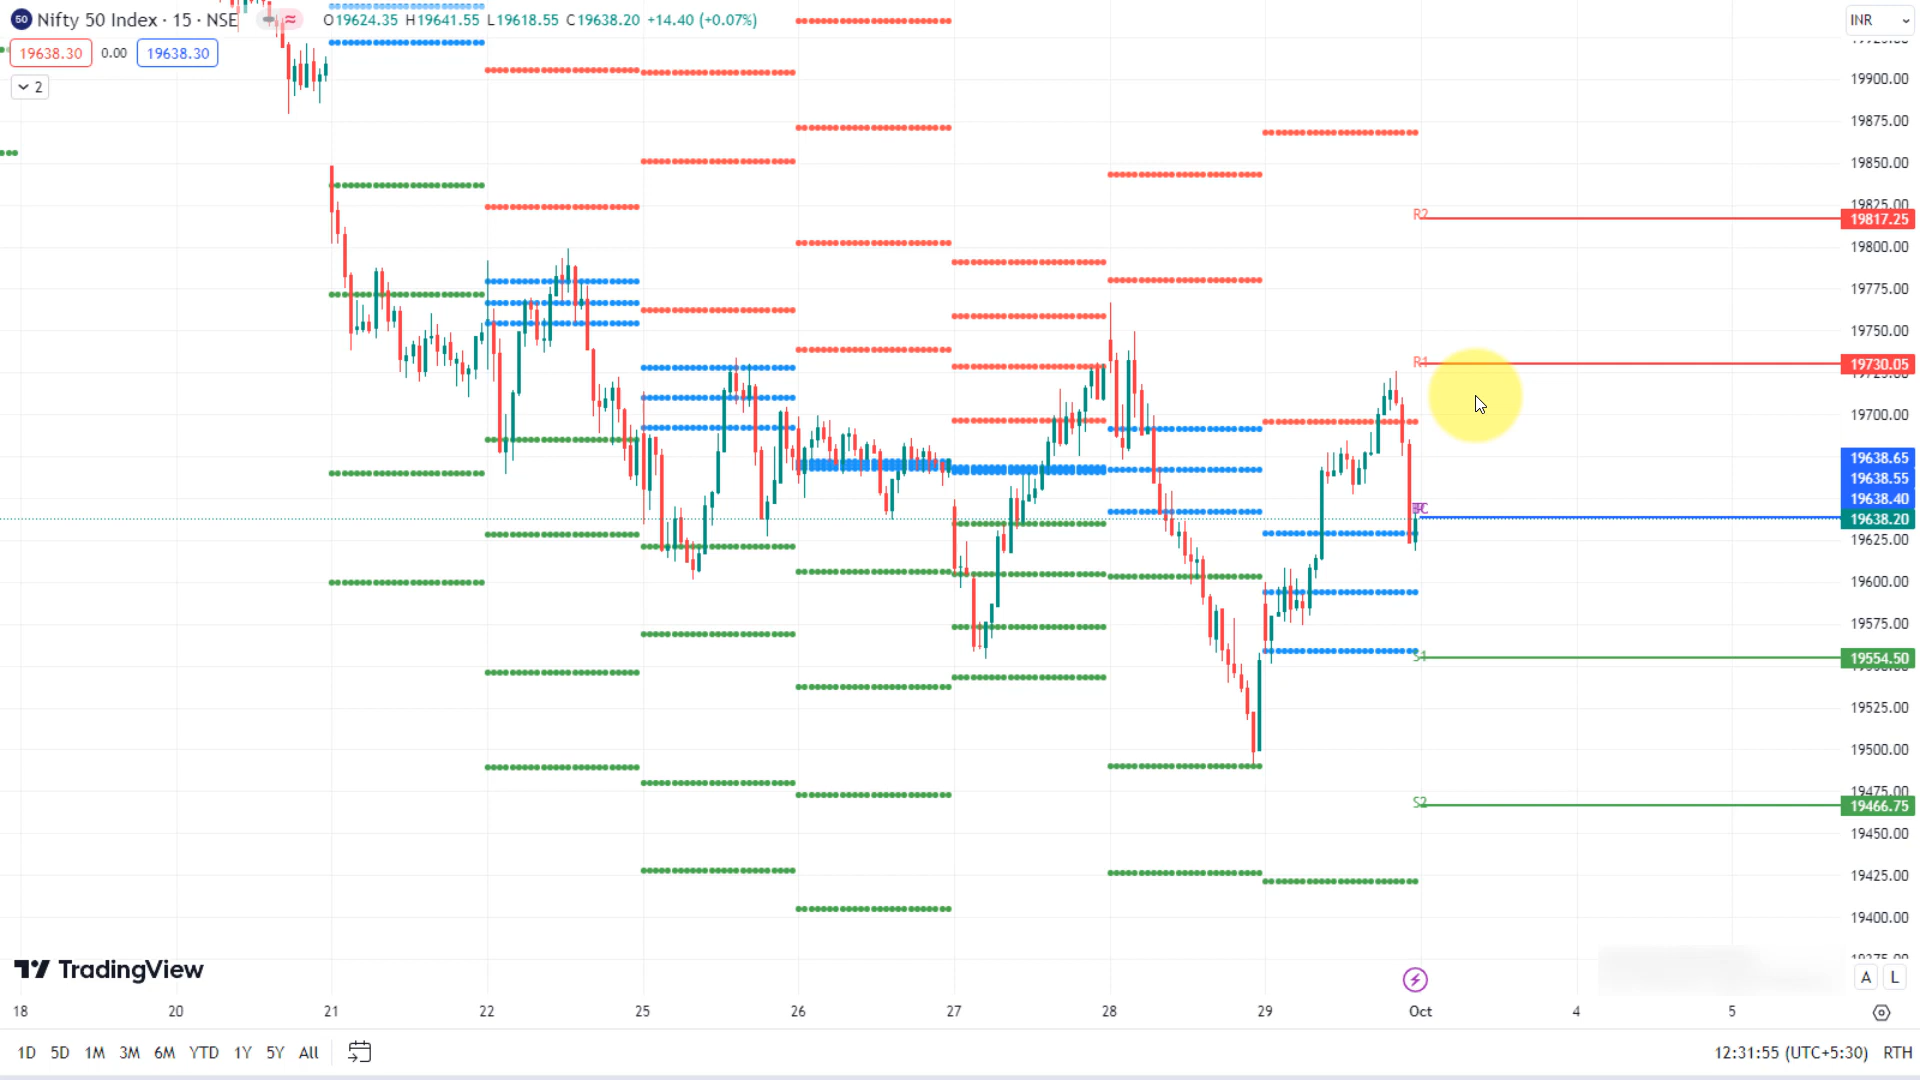 50 Nifty 50 Index · 15 · NSE O19624.35 H19641.55 L19618.55 C19638.20 +14.40 (+0.07%)
INR
19638.30 0.00 19638.30
2
19900.00
19875.00
19850.00
19825.00
R2
19817.25
19800.00
19775.00
19750.00
R1
19730.05
19700.00
19638.65
19638.55
19638.40
19638.20
19625.00
19600.00
19575.00
S1
19554.50
19525.00
19500.00
19475.00
S2
19466.75
19450.00
19425.00
19400.00
TradingView
A L
18 20 21 22 25 26 27 28 29 Oct 4 5
1D 5D 1M 3M 6M YTD 1Y 5Y All
12:31:55 (UTC+5:30) RTH